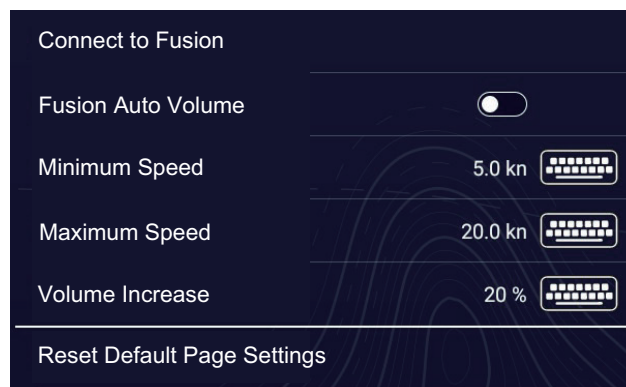 Connect to Fusion
Fusion Auto Volume
Minimum Speed 5.0 kn
Maximum Speed 20.0 kn
Volume Increase 20 %
Reset Default Page Settings